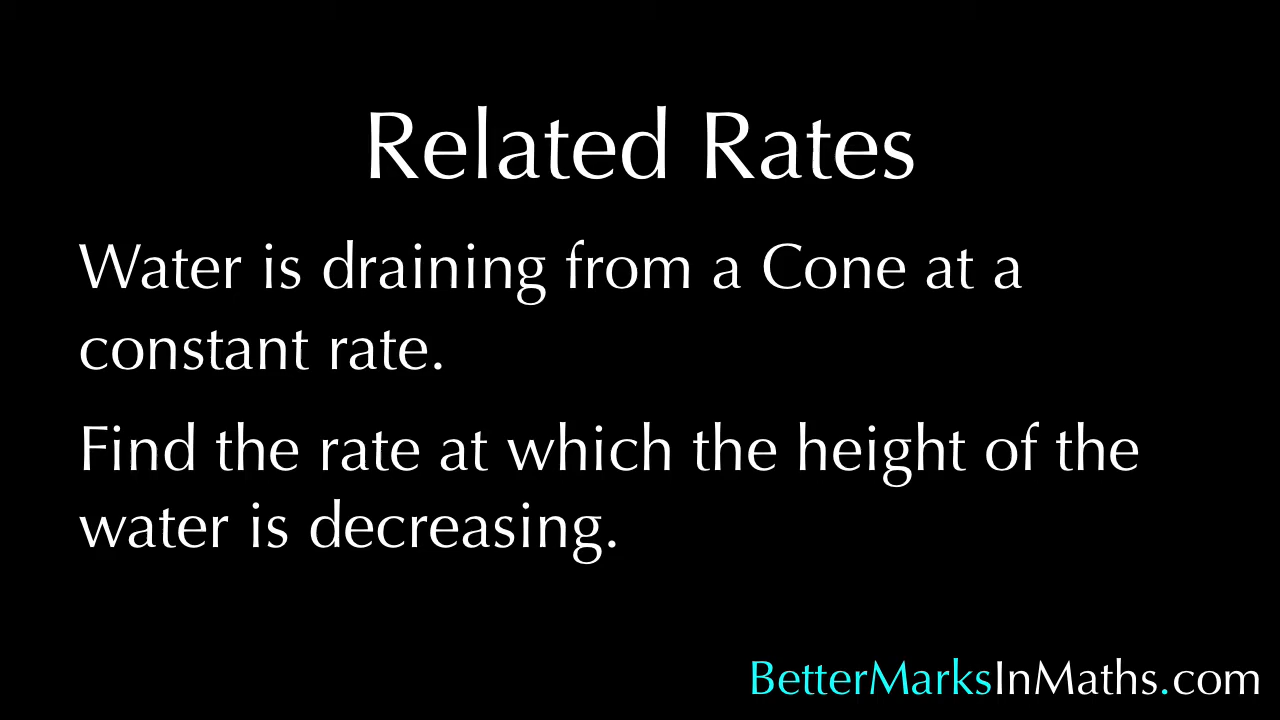 Related Rates
Water is draining from a Cone at a
constant rate.
Find the rate at which the height of the
water is decreasing.
BetterMarksInMaths.com